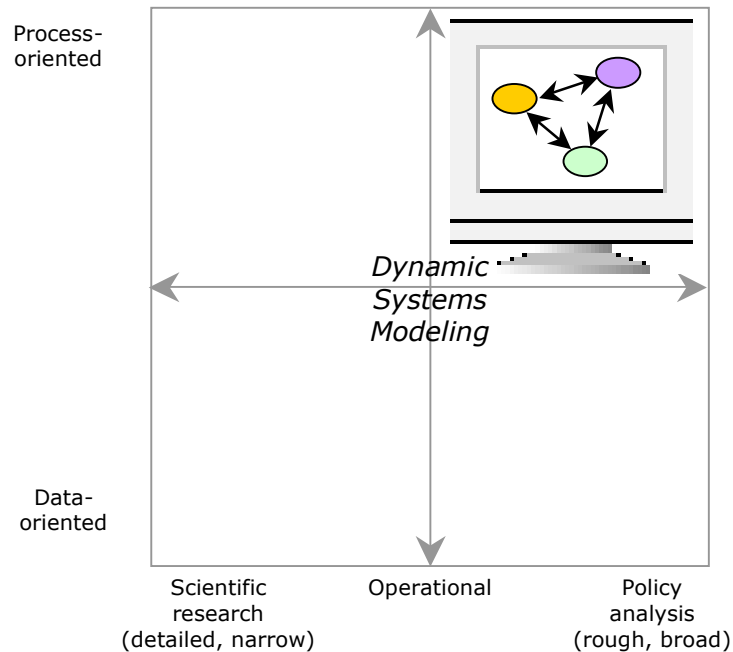 Process-
oriented
Dynamic
Systems
Modeling
Data-
oriented
Scientific
research
(detailed, narrow)
Operational
Policy
analysis
(rough, broad)